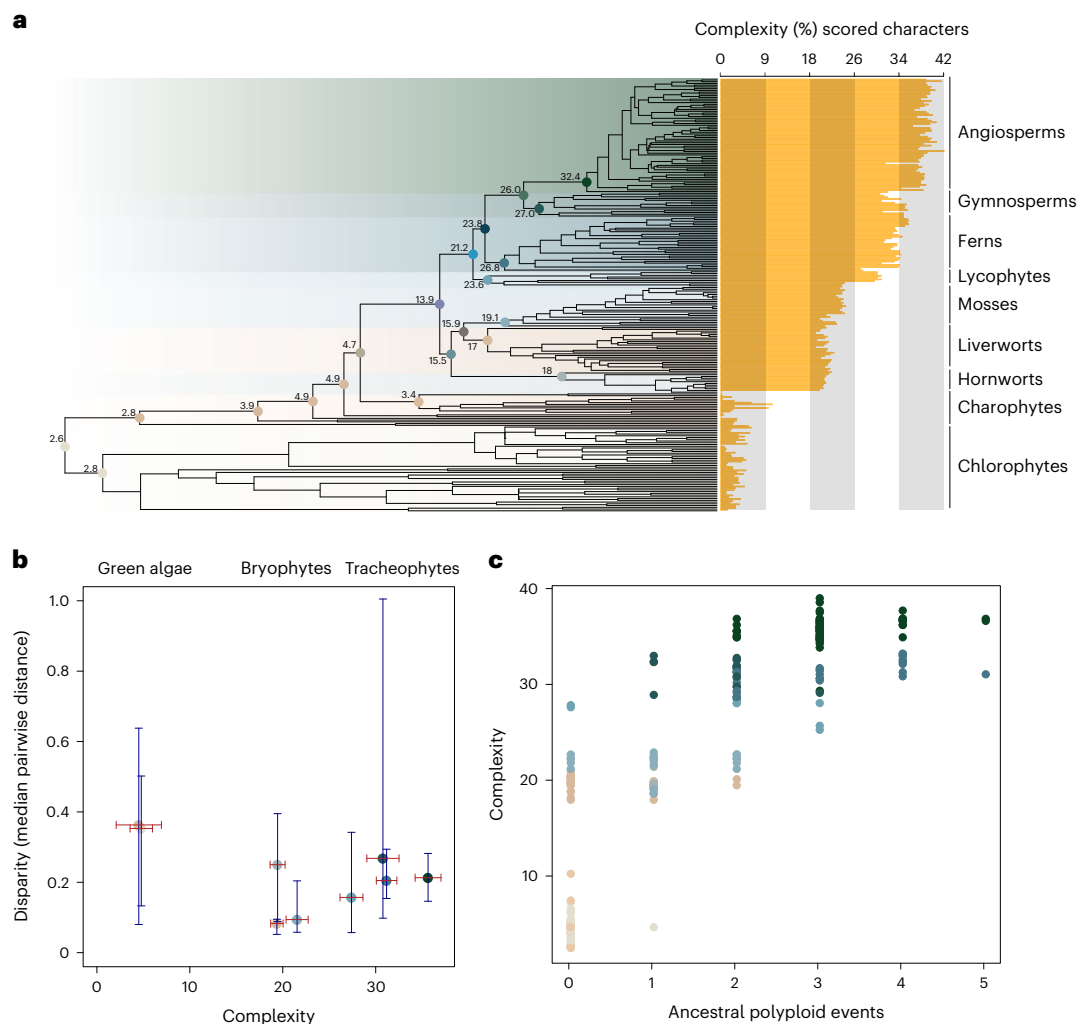 a
Complexity (%) scored characters
0 9 18 26 34 42
Angiosperms
Gymnosperms
Ferns
Lycophytes
Mosses
Liverworts
Hornworts
Charophytes
Chlorophytes
32.4
26.0
27.0
23.8
21.2
26.8
23.6
13.9
19.1
15.9
17
15.5
18
4.7
4.9
3.4
4.9
3.9
2.8
2.6
2.8
b
Green algae Bryophytes Tracheophytes
Disparity (median pairwise distance)
1.0
0.8
0.6
0.4
0.2
0
0 10 20 30
Complexity
c
Complexity
40
30
20
10
0 1 2 3 4 5
Ancestral polyploid events